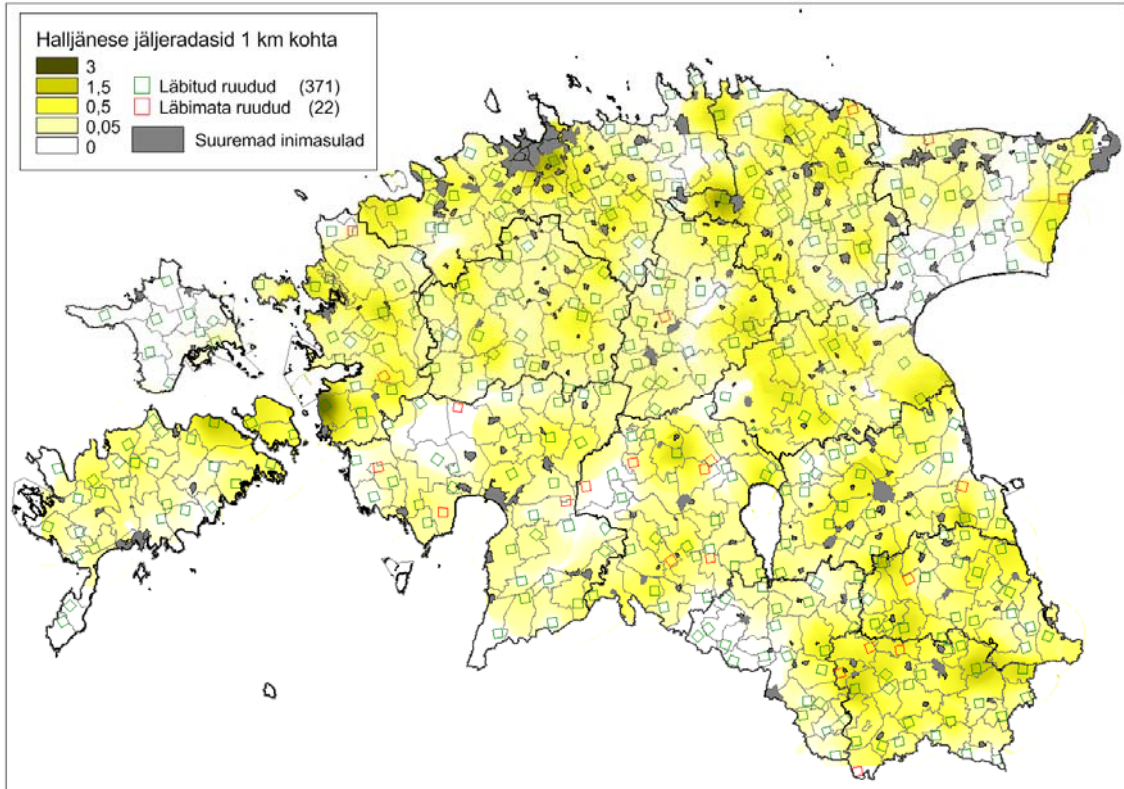 Halljänese jäljeradasid 1 km kohta
3
1,5
0,5
0,05
0
Läbitud ruudud (371)
Läbimata ruudud (22)
Suuremad inimasulad